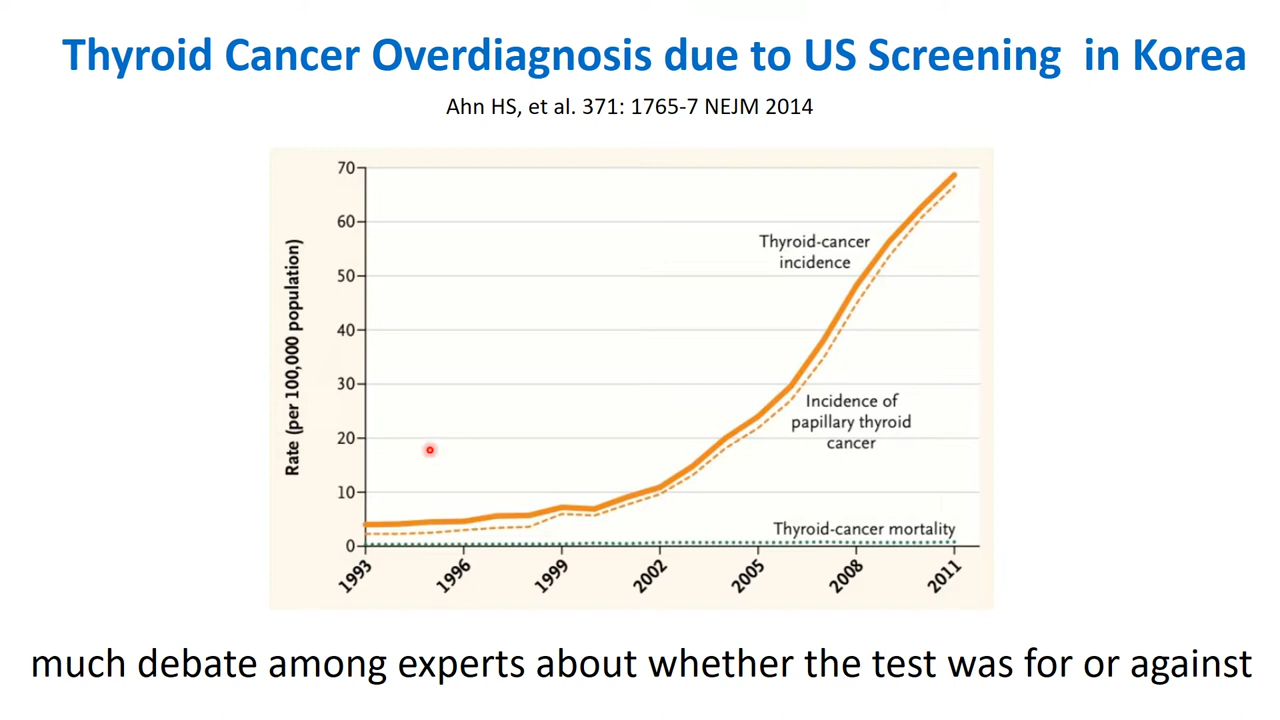 Thyroid Cancer Overdiagnosis due to US Screening in Korea
Ahn HS, et al. 371: 1765-7 NEJM 2014
Rate (per 100,000 population)
70
60
50
40
30
20
10
0
Thyroid-cancer
incidence
Incidence of
papillary thyroid
cancer
Thyroid-cancer mortality
1993
1996
1999
2002
2005
2008
2011
much debate among experts about whether the test was for or against